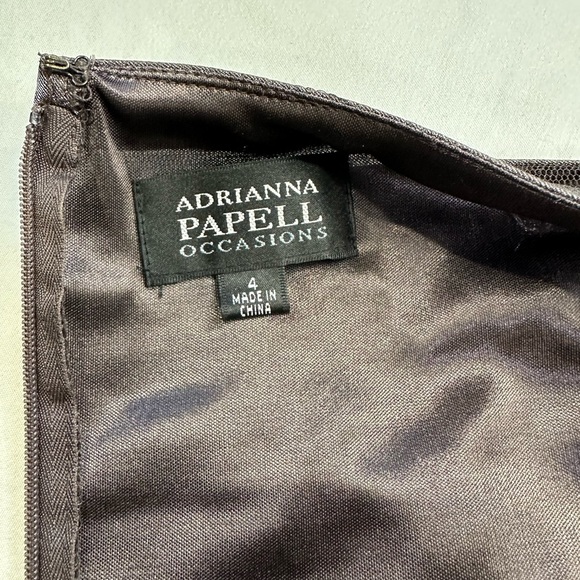 ADRIANNA
PAPELL
OCCASIONS
4
MADE IN
CHINA